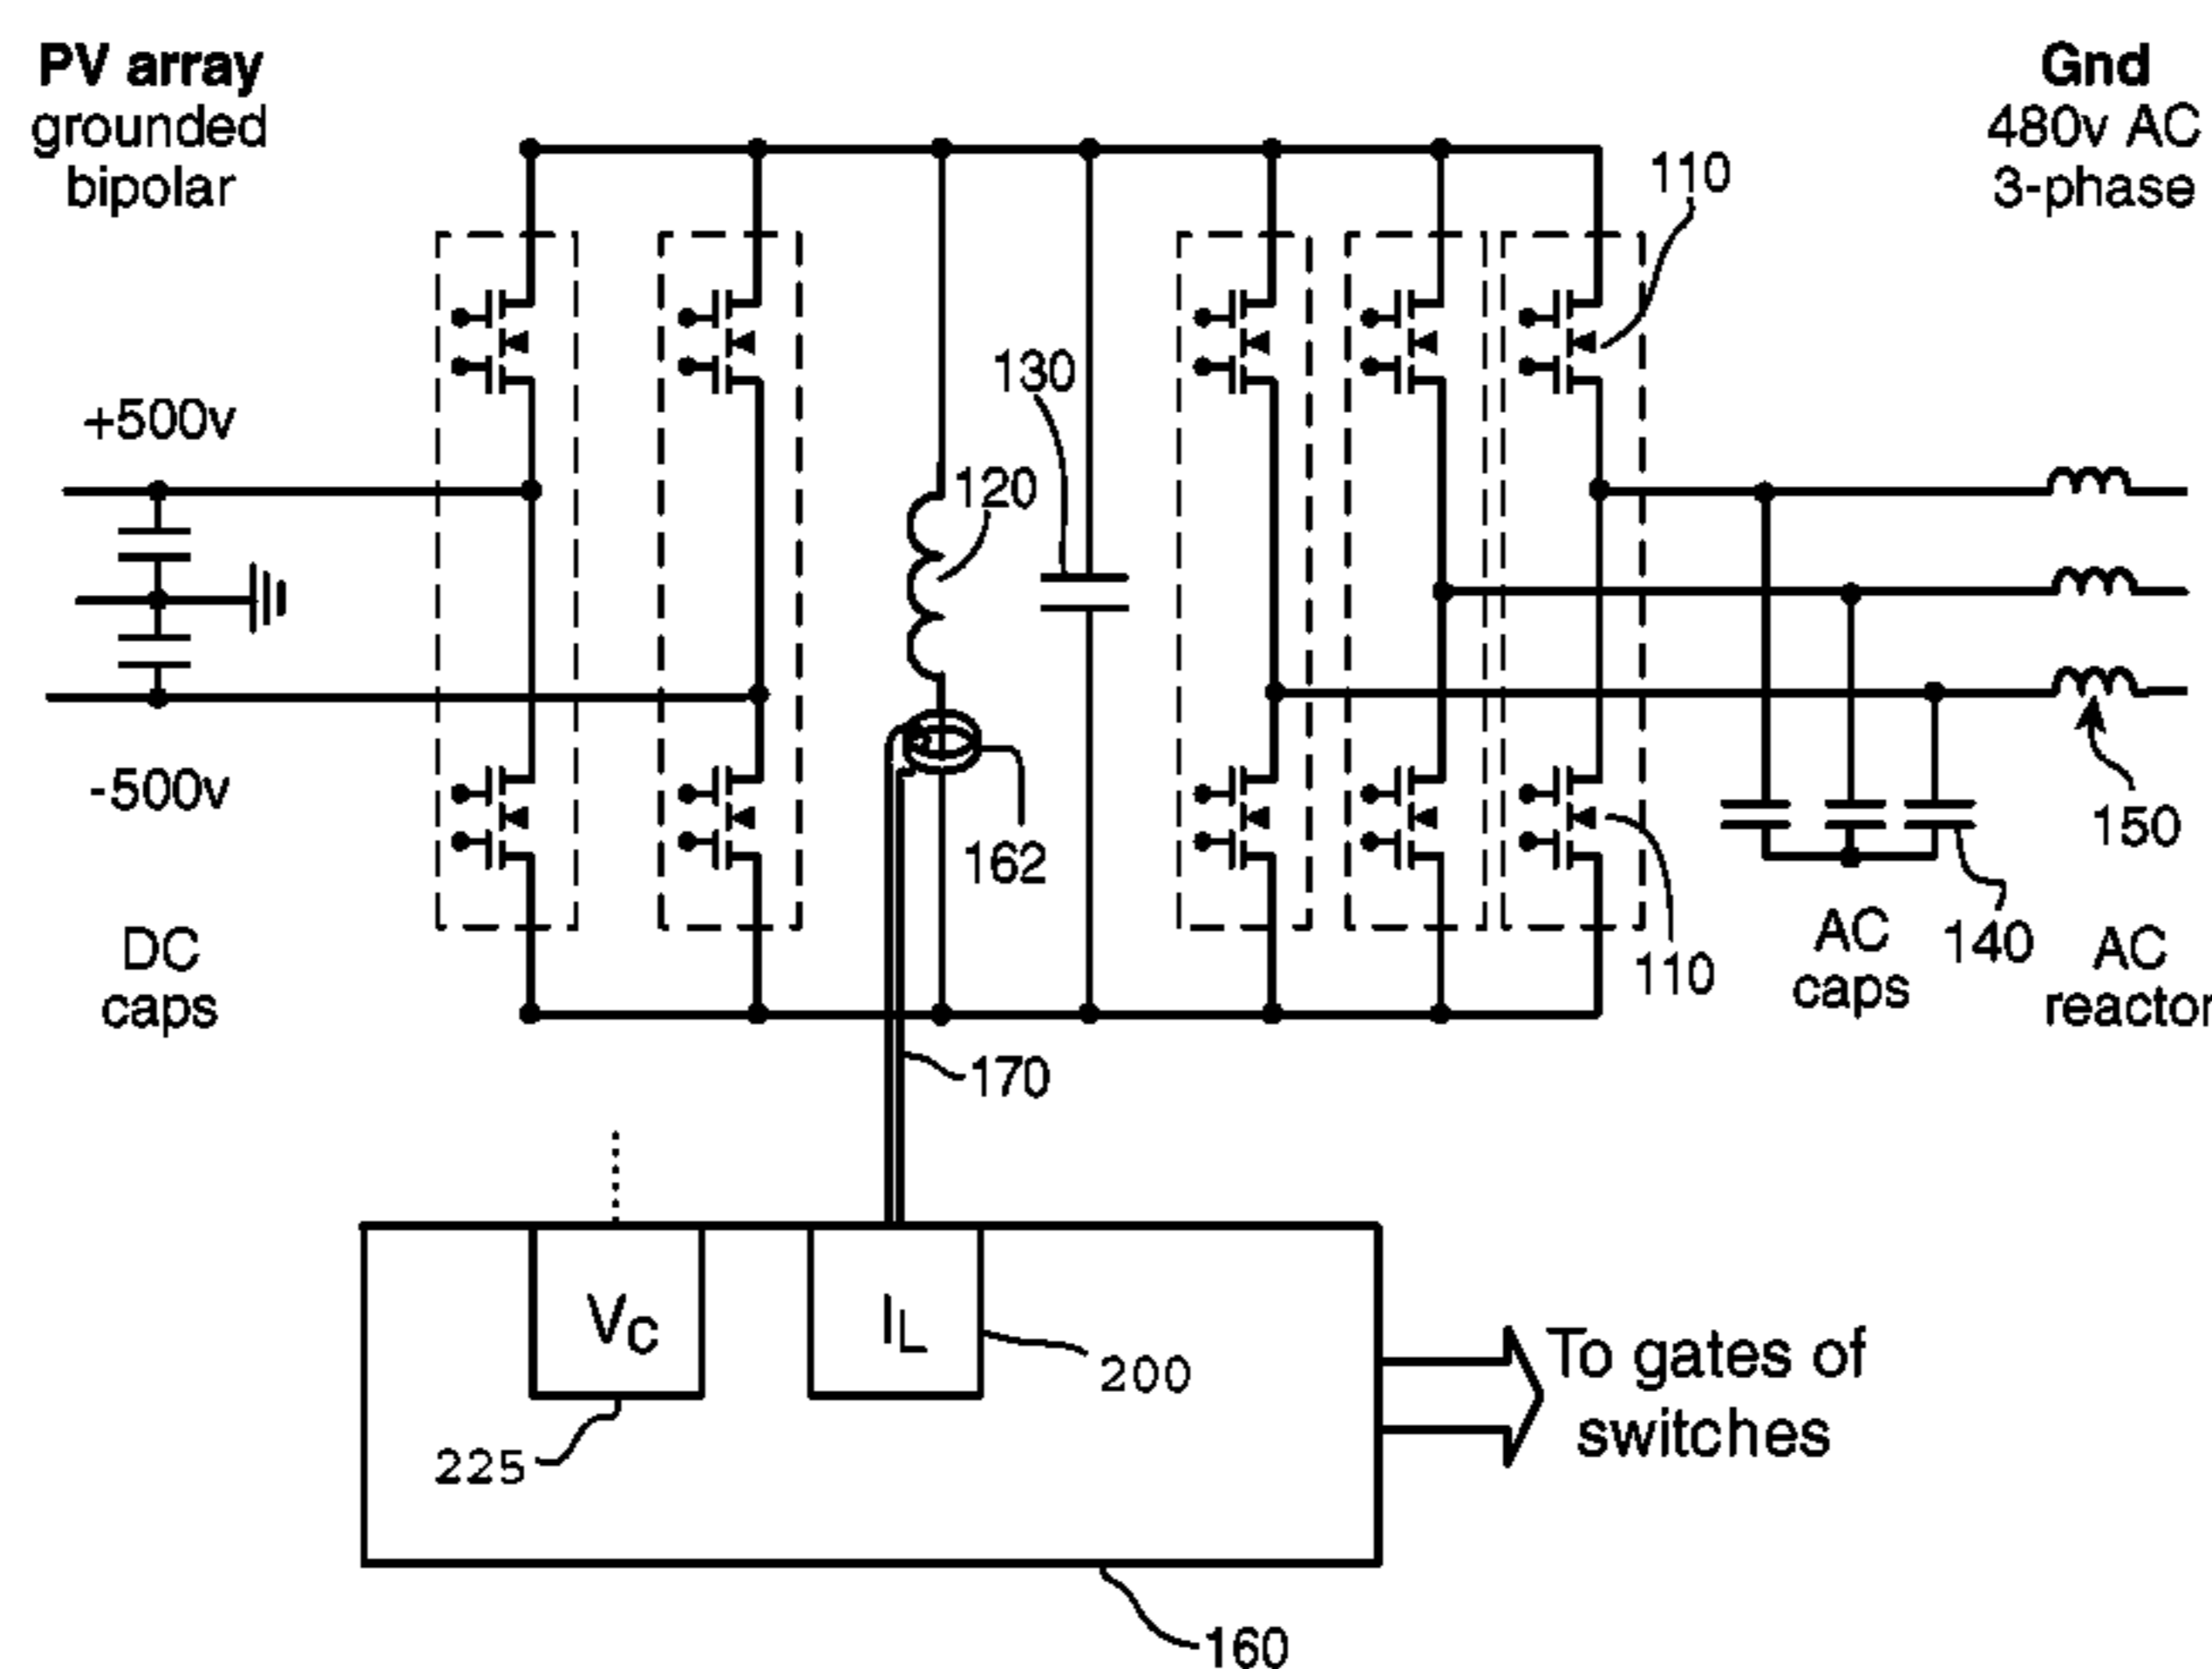 PV array
grounded
bipolar
Gnd
480v AC
3-phase
110
130
+500v
120
-500v
162
150
DC
caps
AC
caps
140
110
AC
reactor
170
VC
IL
200
To gates of
switches
225
160